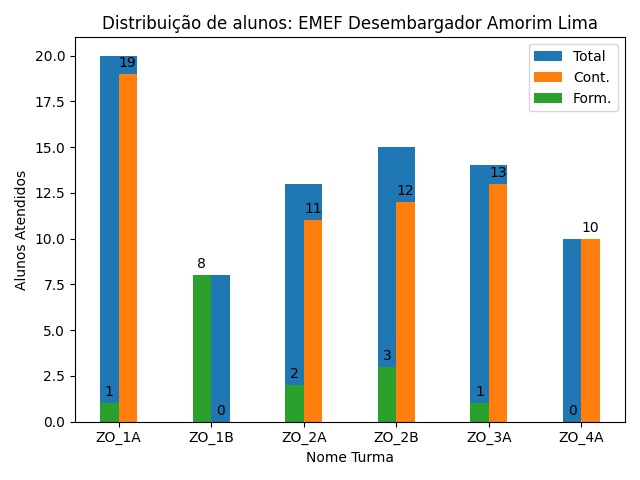 Distribuição de alunos: EMEF Desembargador Amorim Lima
Total
Cont.
Form.
Alunos Atendidos
20.0
17.5
15.0
12.5
10.0
7.5
5.0
2.5
0.0
1
19
8
0
2
11
3
12
1
13
0
10
ZO_1A
ZO_1B
ZO_2A
ZO_2B
ZO_3A
ZO_4A
Nome Turma